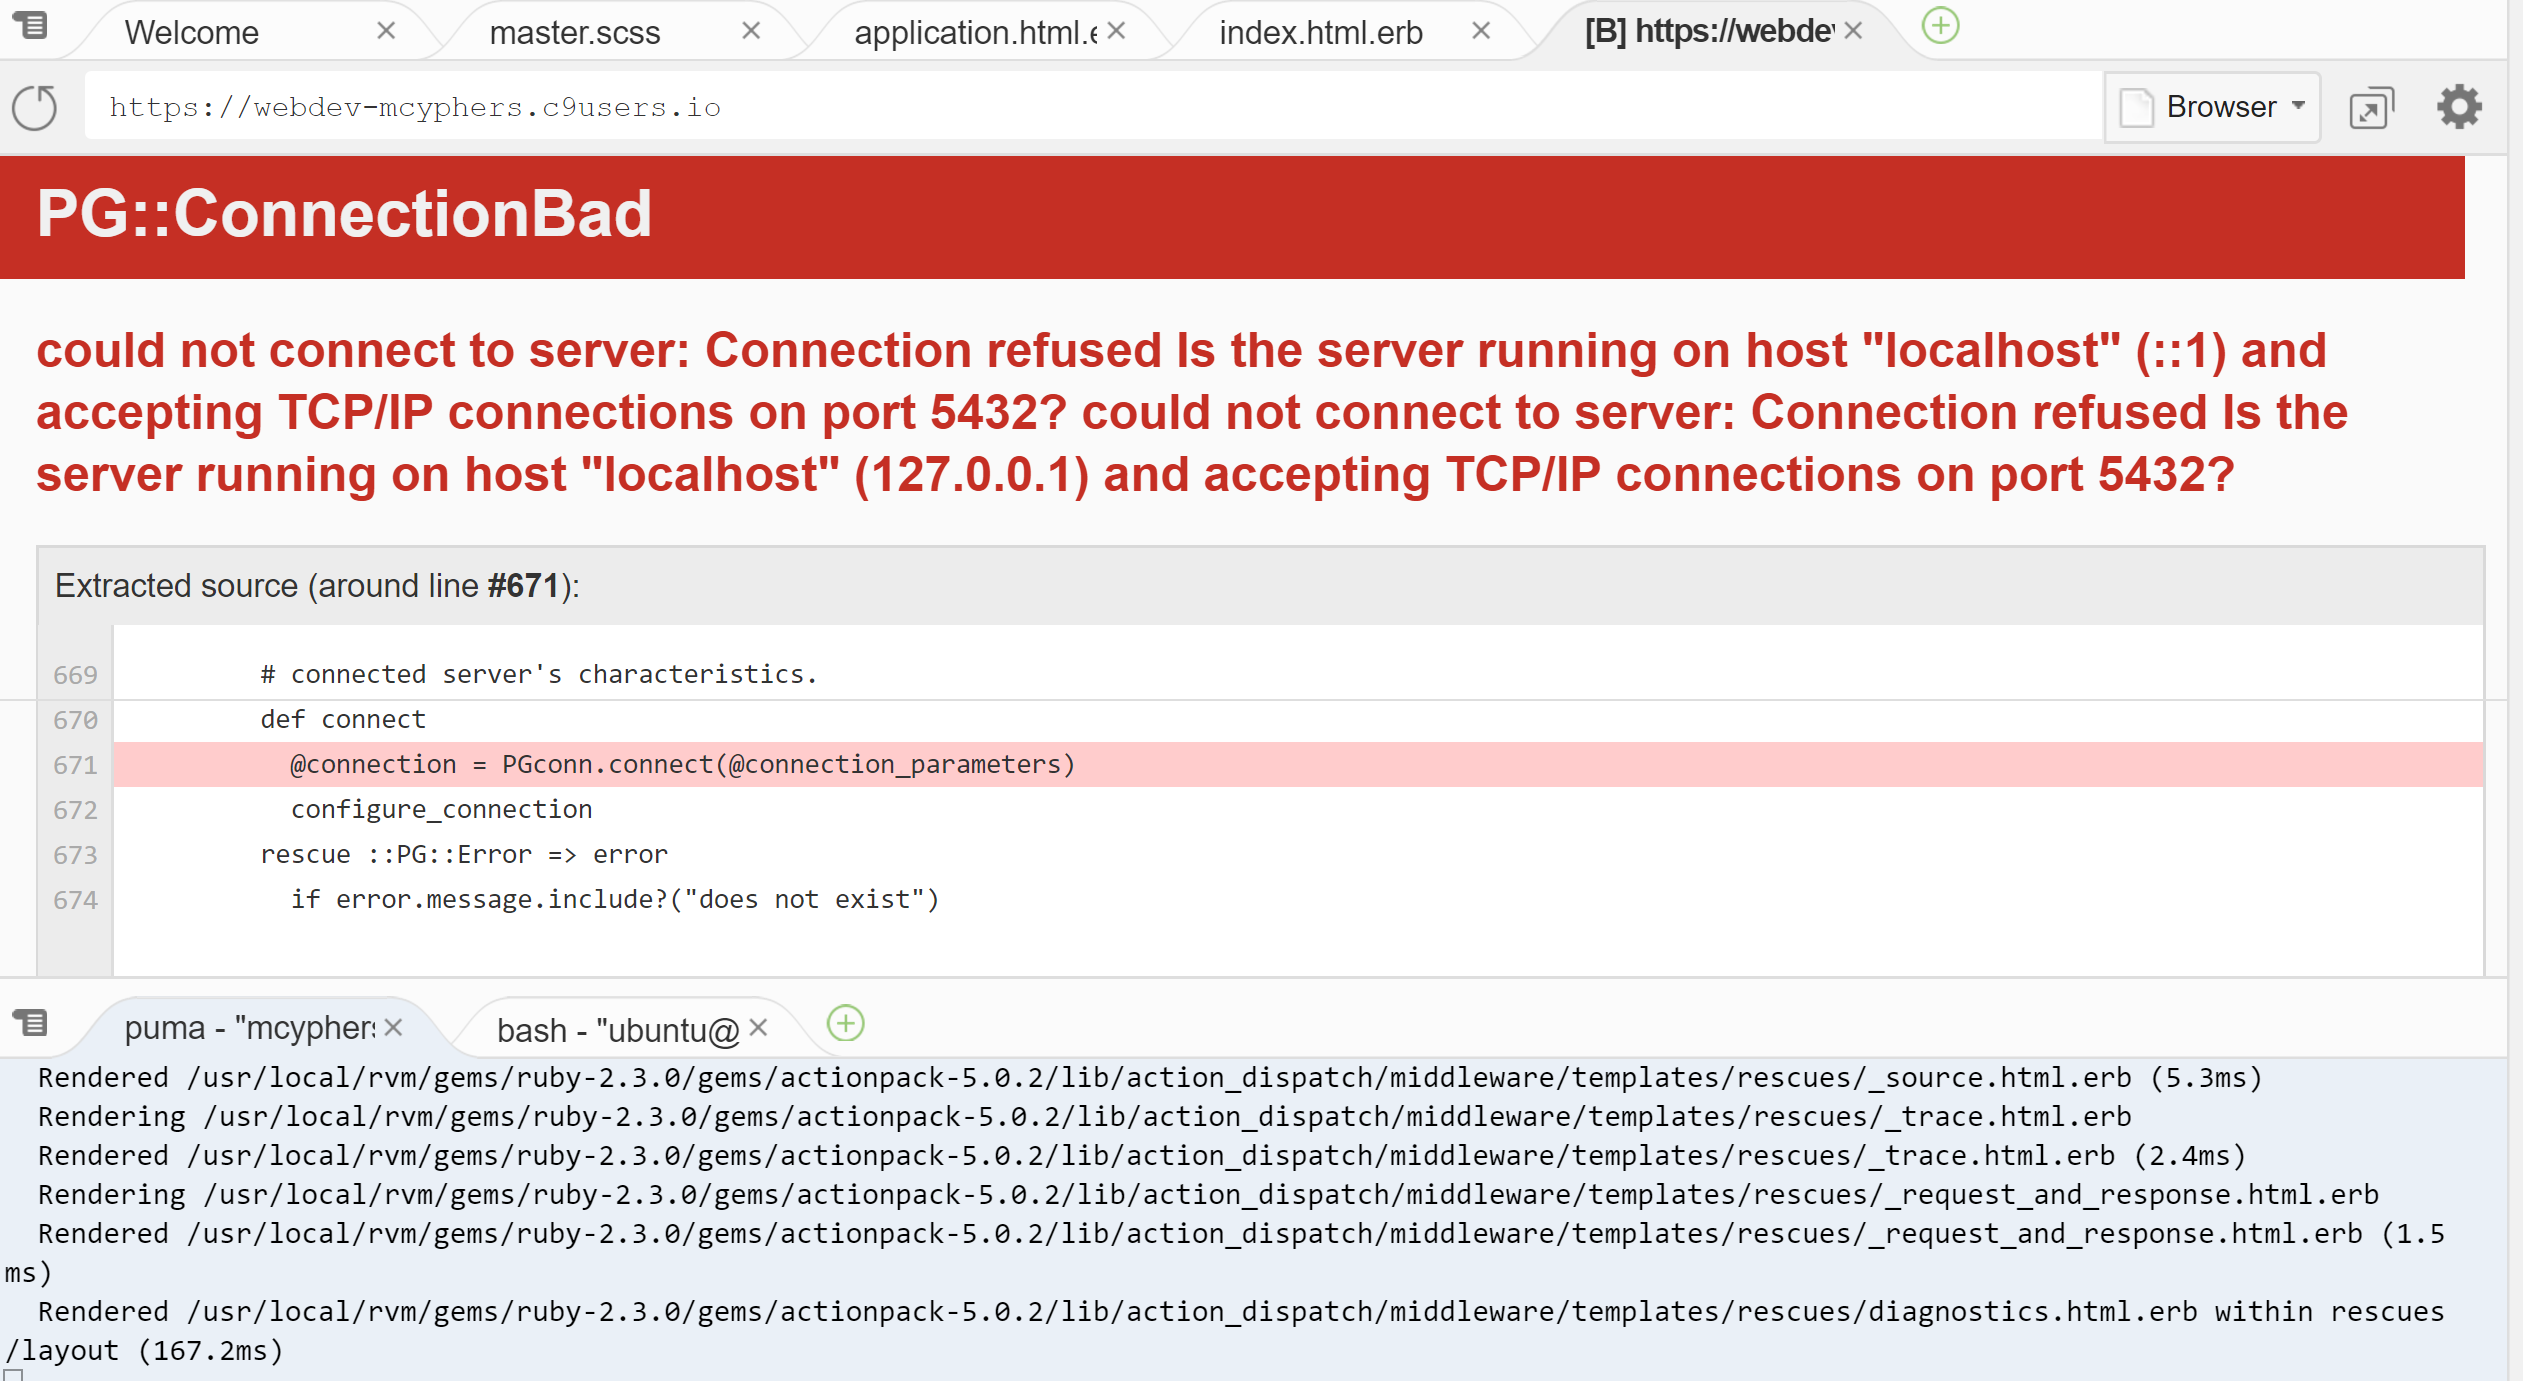 Welcome
master.scss
application.html.e
index.html.erb
[B] https://webdev
https://webdev-mcyphers.c9users.io
Browser
PG::ConnectionBad
could not connect to server: Connection refused Is the server running on host "localhost" (::1) and
accepting TCP/IP connections on port 5432? could not connect to server: Connection refused Is the
server running on host "localhost" (127.0.0.1) and accepting TCP/IP connections on port 5432?
Extracted source (around line #671):
669 # connected server's characteristics.
670 def connect
671 @connection = PGconn.connect(@connection_parameters)
672 configure_connection
673 rescue ::PG::Error => error
674 if error.message.include?("does not exist")
puma - "mcyphers
bash - "ubuntu@
Rendered /usr/local/rvm/gems/ruby-2.3.0/gems/actionpack-5.0.2/lib/action_dispatch/middleware/templates/rescues/_source.html.erb (5.3ms)
Rendering /usr/local/rvm/gems/ruby-2.3.0/gems/actionpack-5.0.2/lib/action_dispatch/middleware/templates/rescues/_trace.html.erb
Rendered /usr/local/rvm/gems/ruby-2.3.0/gems/actionpack-5.0.2/lib/action_dispatch/middleware/templates/rescues/_trace.html.erb (2.4ms)
Rendering /usr/local/rvm/gems/ruby-2.3.0/gems/actionpack-5.0.2/lib/action_dispatch/middleware/templates/rescues/_request_and_response.html.erb
Rendered /usr/local/rvm/gems/ruby-2.3.0/gems/actionpack-5.0.2/lib/action_dispatch/middleware/templates/rescues/_request_and_response.html.erb (1.5
ms)
Rendered /usr/local/rvm/gems/ruby-2.3.0/gems/actionpack-5.0.2/lib/action_dispatch/middleware/templates/rescues/diagnostics.html.erb within rescues
/layout (167.2ms)